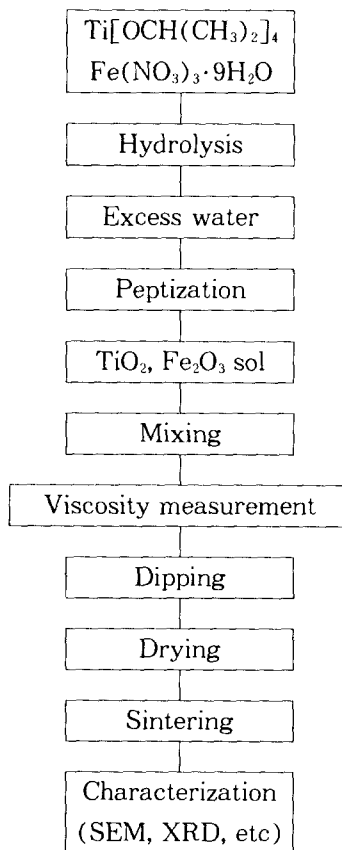 Ti[OCH(CH₃)₂]₄
Fe(NO₃)₃·9H₂O
Hydrolysis
Excess water
Peptization
TiO₂, Fe₂O₃ sol
Mixing
Viscosity measurement
Dipping
Drying
Sintering
Characterization
(SEM, XRD, etc)